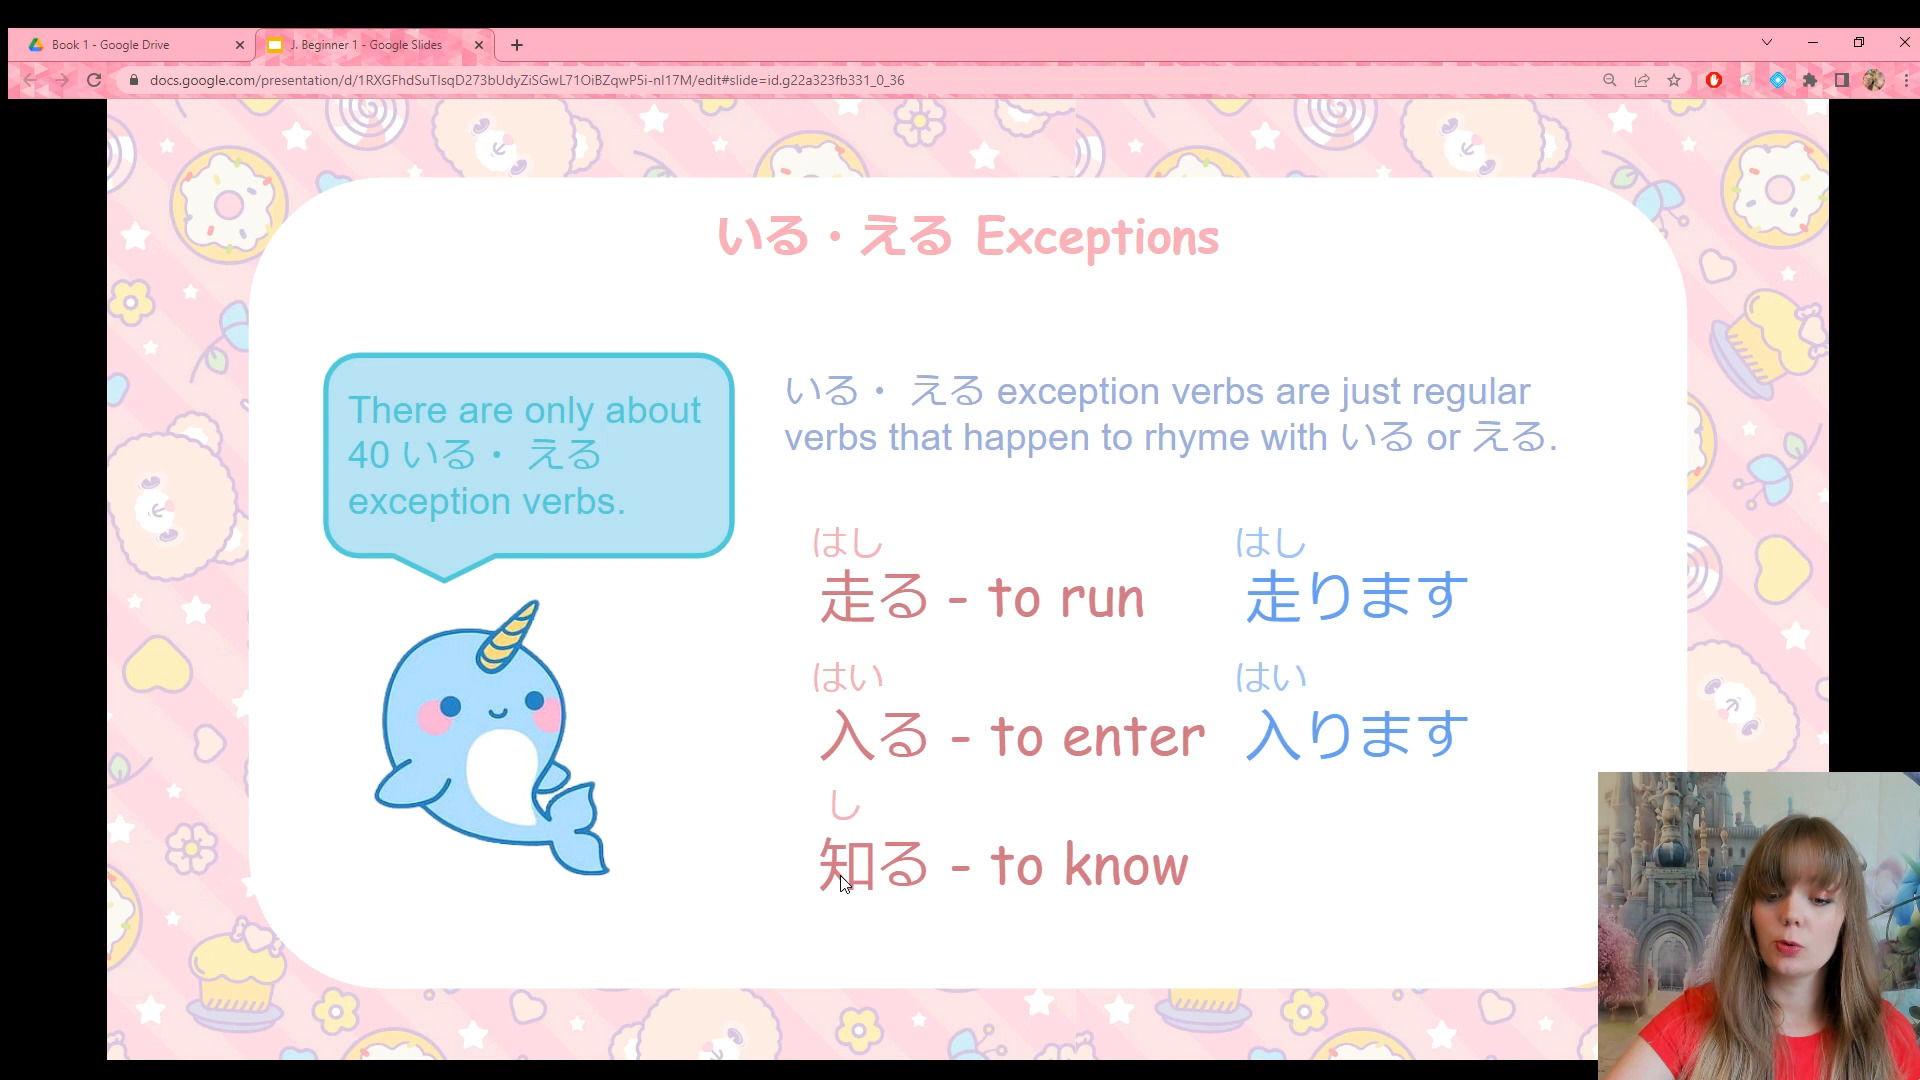 Book 1 - Google Drive
J. Beginner 1 - Google Slides
docs.google.com/presentation/d/1RXGFhdSuTlsqD273bUdyZiSGwL71OiBZqwP5i-nl17M/edit#slide=id.g22a323fb331_0_36
いる・える Exceptions
There are only about
40 いる・ える
exception verbs.
いる・ える exception verbs are just regular
verbs that happen to rhyme with いる or える.
はし
走る - to run
はし
走ります
はい
入る - to enter
はい
入ります
し
知る - to know